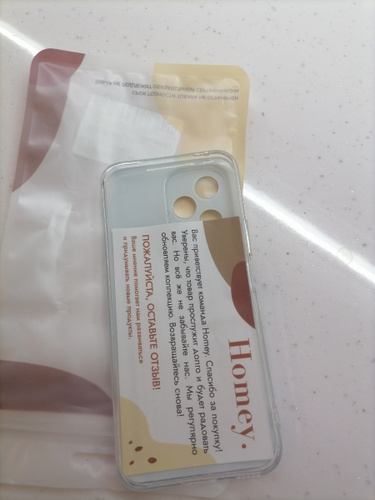 Homey.
Вас приветствует команда Homey. Спасибо за покупку!
Уверены, что товар прослужит долго и будет радовать
вас. Но всё же не забывайте нас. Мы регулярно
обновляем коллекцию. Возвращайтесь снова!
ПОЖАЛУЙСТА, ОСТАВЬТЕ ОТЗЫВ!
Ваше мнение помогает нам развиваться
и придумывать новые продукты.